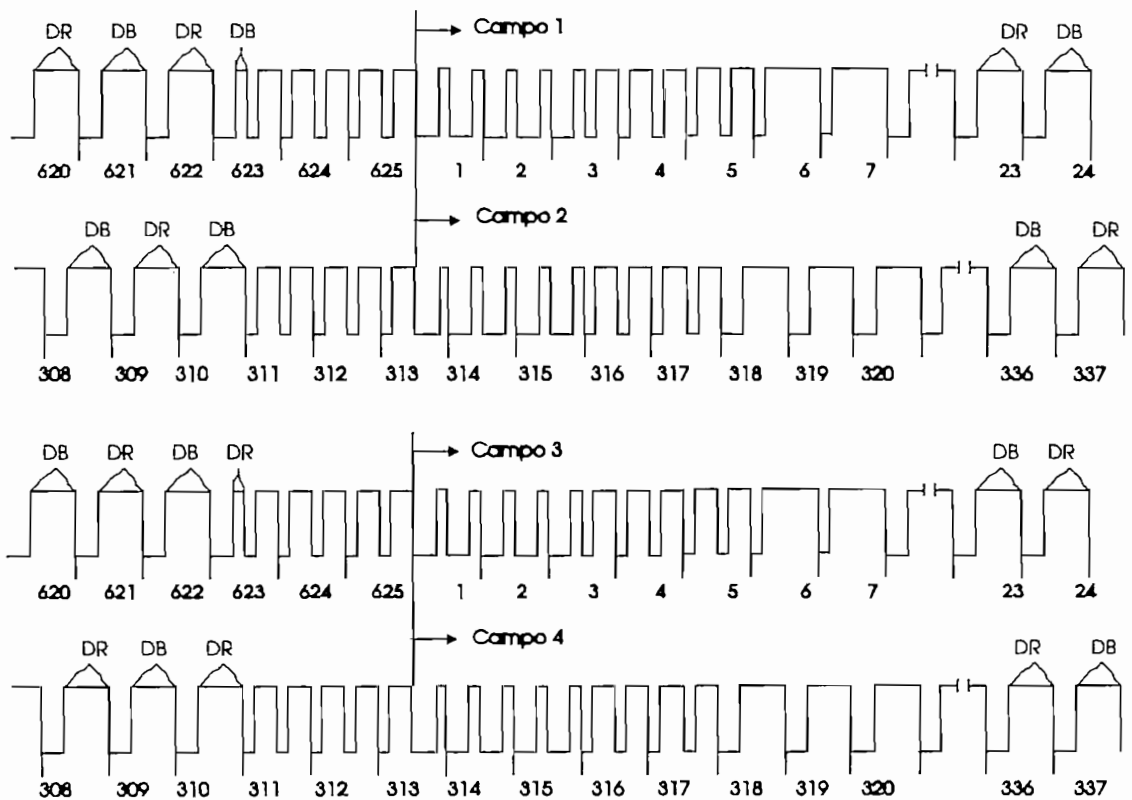 DR DB DR DB Campo 1 DR DB
620 621 622 623 624 625 1 2 3 4 5 6 7 23 24
Campo 2
DB DR DB DB DR
308 309 310 311 312 313 314 315 316 317 318 319 320 336 337
Campo 3
DB DR DB DR DB DR
620 621 622 623 624 625 1 2 3 4 5 6 7 23 24
Campo 4
DR DB DR DR DB
308 309 310 311 312 313 314 315 316 317 318 319 320 336 337